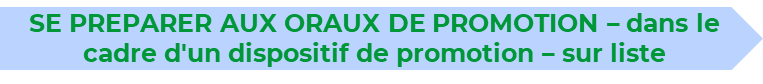 SE PREPARER AUX ORAUX DE PROMOTION – dans le
cadre d'un dispositif de promotion – sur liste